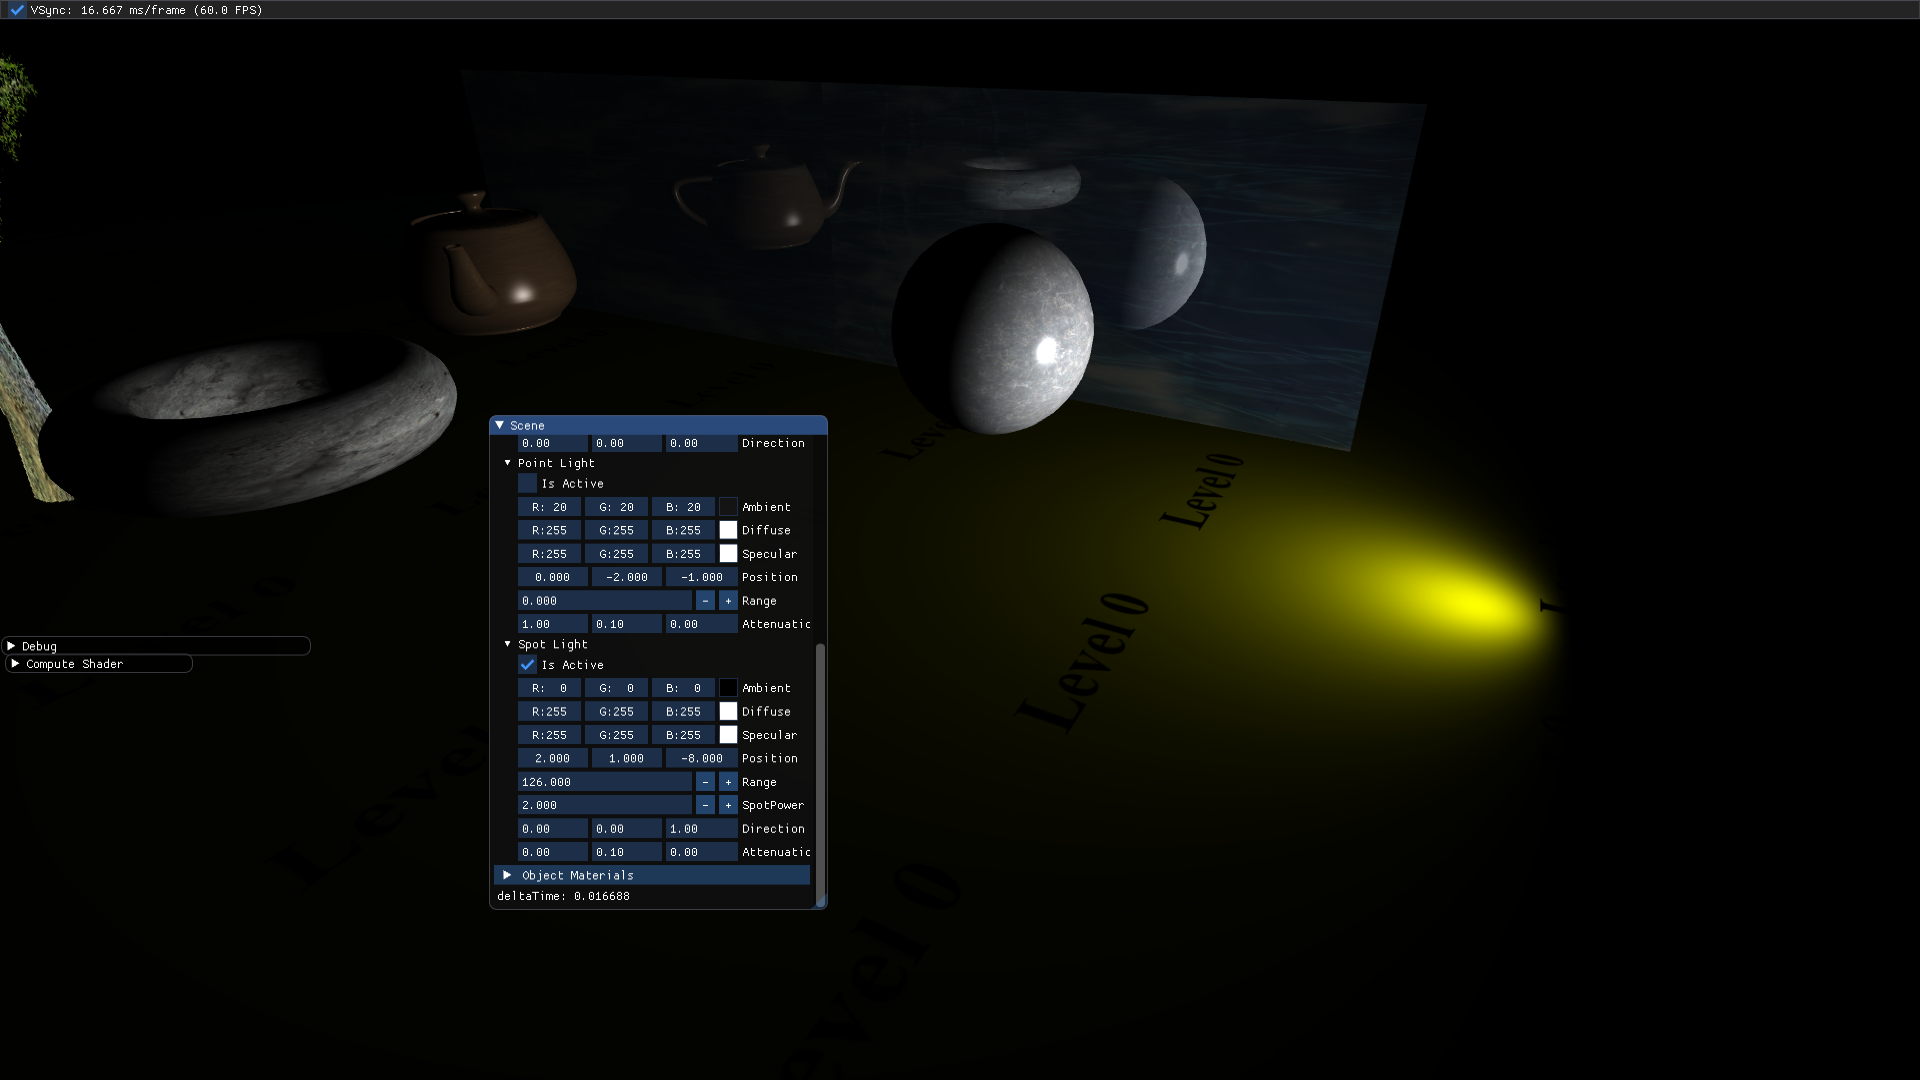 VSync: 16.667 ms/frame (60.0 FPS)
Scene
0.00 0.00 0.00 Direction
Point Light
Is Active
R: 20 G: 20 B: 20 Ambient
R:255 G:255 B:255 Diffuse
R:255 G:255 B:255 Specular
0.000 -2.000 -1.000 Position
0.000 - + Range
1.00 0.10 0.00 Attenuatic
Spot Light
Is Active
R: 0 G: 0 B: 0 Ambient
R:255 G:255 B:255 Diffuse
R:255 G:255 B:255 Specular
2.000 1.000 -8.000 Position
126.000 - + Range
2.000 - + SpotPower
0.00 0.00 1.00 Direction
0.00 0.10 0.00 Attenuatic
Object Materials
deltaTime: 0.016688
Debug
Compute Shader
Level 0
Level 0
Level 0
Level 0
Level
Level